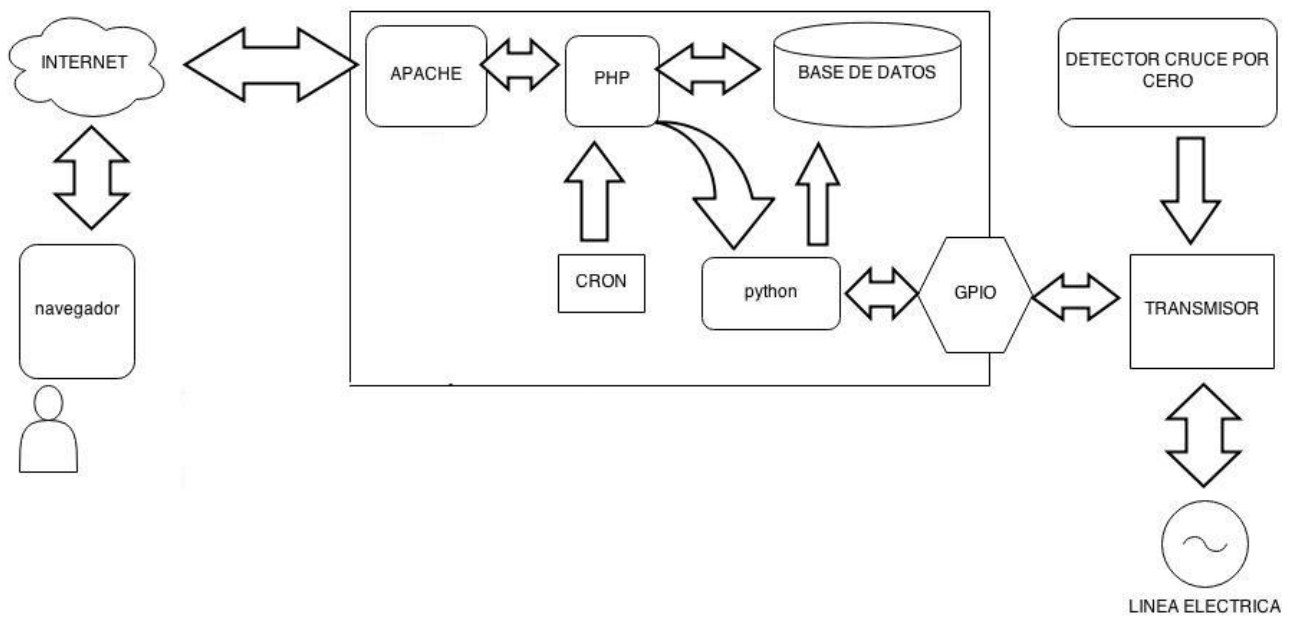 INTERNET
APACHE
PHP
BASE DE DATOS
DETECTOR CRUCE POR
CERO
navegador
CRON
python
GPIO
TRANSMISOR
LINEA ELECTRICA